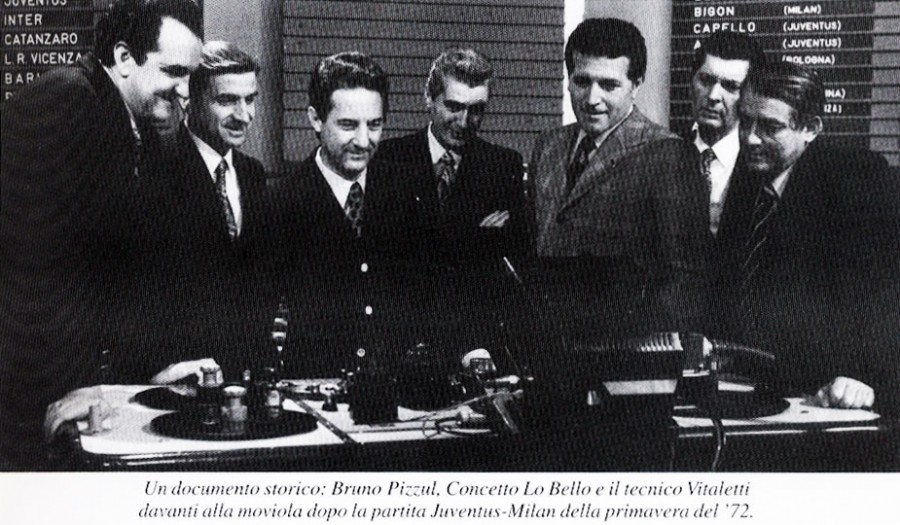 JUVENTUS
INTER
CATANZARO
L.R. VICENZA
BIGON (MILAN)
CAPELLO (JUVENTUS)
(JUVENTUS)
(BOLOGNA)
Un documento storico: Bruno Pizzul, Concetto Lo Bello e il tecnico Vitaletti
davanti alla moviola dopo la partita Juventus-Milan della primavera del '72.